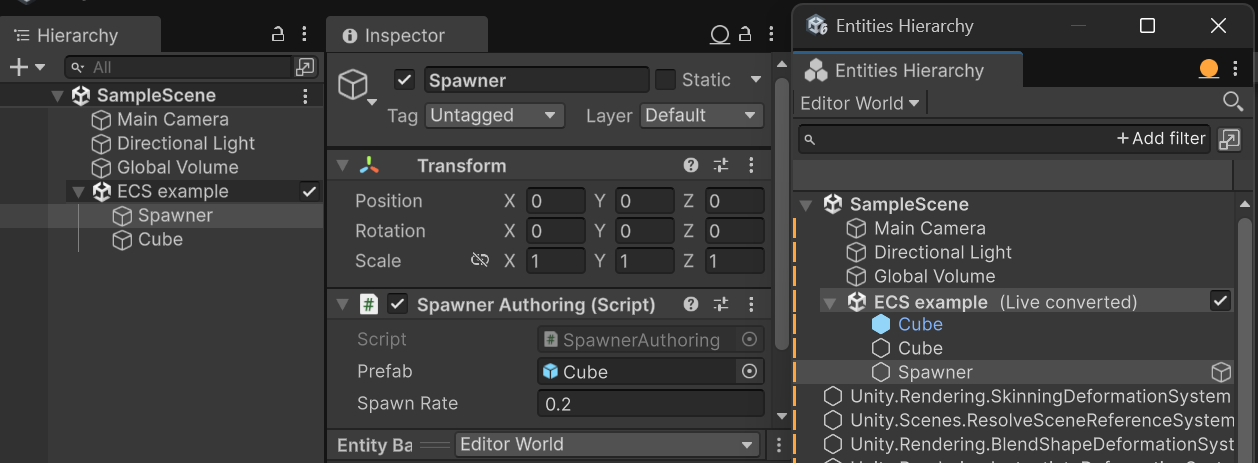 Hierarchy
All
SampleScene
Main Camera
Directional Light
Global Volume
ECS example
Spawner
Cube
Inspector
Spawner
Static
Tag Untagged Layer Default
Transform
Position X 0 Y 0 Z 0
Rotation X 0 Y 0 Z 0
Scale X 1 Y 1 Z 1
# Spawner Authoring (Script)
Script # SpawnerAuthoring
Prefab Cube
Spawn Rate 0.2
Entity Ba Editor World
Entities Hierarchy
Entities Hierarchy
Editor World
+ Add filter
SampleScene
Main Camera
Directional Light
Global Volume
ECS example (Live converted)
Cube
Cube
Spawner
Unity.Rendering.SkinningDeformationSystem
Unity.Scenes.ResolveSceneReferenceSystem
Unity.Rendering.BlendShapeDeformationSyst